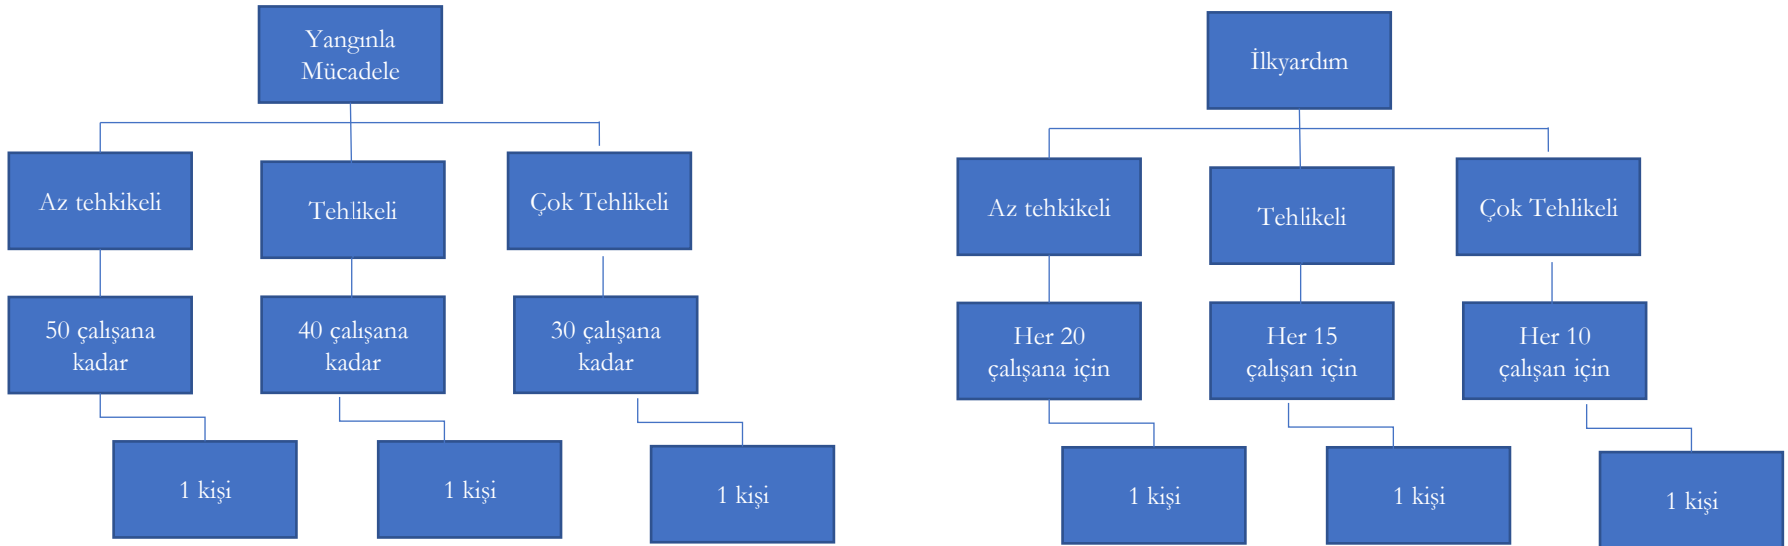 Yangınla
Mücadele
Az tehkikeli
Tehlikeli
Çok Tehlikeli
50 çalışana
kadar
40 çalışana
kadar
30 çalışana
kadar
1 kişi
1 kişi
1 kişi
İlkyardım
Az tehkikeli
Tehlikeli
Çok Tehlikeli
Her 20
çalışana için
Her 15
çalışan için
Her 10
çalışan için
1 kişi
1 kişi
1 kişi